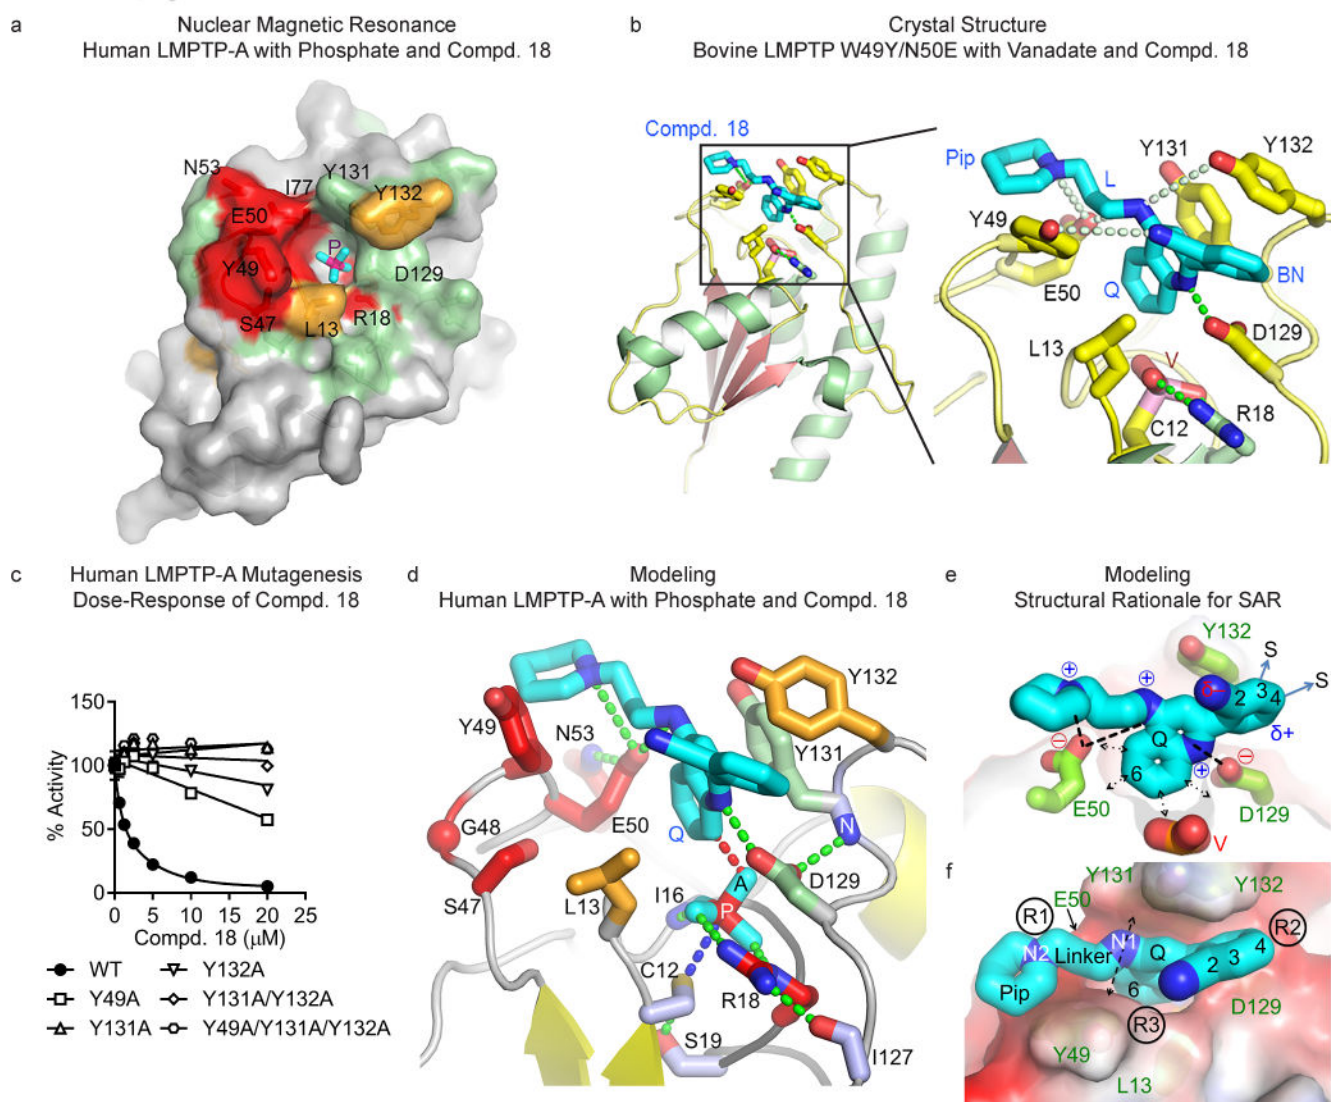 a
Nuclear Magnetic Resonance
Human LMPTP-A with Phosphate and Compd. 18
N53
I77
Y131
Y132
E50
P
Y49
D129
S47
L13
R18
b
Crystal Structure
Bovine LMPTP W49Y/N50E with Vanadate and Compd. 18
Compd. 18
Pip
L
Y131
Y132
Y49
E50
Q
BN
L13
D129
V
C12
R18
c
Human LMPTP-A Mutagenesis
Dose-Response of Compd. 18
150
100
50
0
% Activity
0 5 10 15 20 25
Compd. 18 (μM)
WT
Y132A
Y49A
Y131A/Y132A
Y131A
Y49A/Y131A/Y132A
d
Modeling
Human LMPTP-A with Phosphate and Compd. 18
Y132
Y49
N53
Y131
G48
E50
Q
N
S47
L13
I16
A
P
D129
C12
R18
S19
I127
e
Modeling
Structural Rationale for SAR
Y132
S
+
+
δ-
2
3
4
S
Q
δ+
−
−
6
+
E50
D129
V
f
Y131
Y132
E50
R1
R2
N2
Linker
N1
Q
2
3
4
Pip
6
D129
R3
Y49
L13